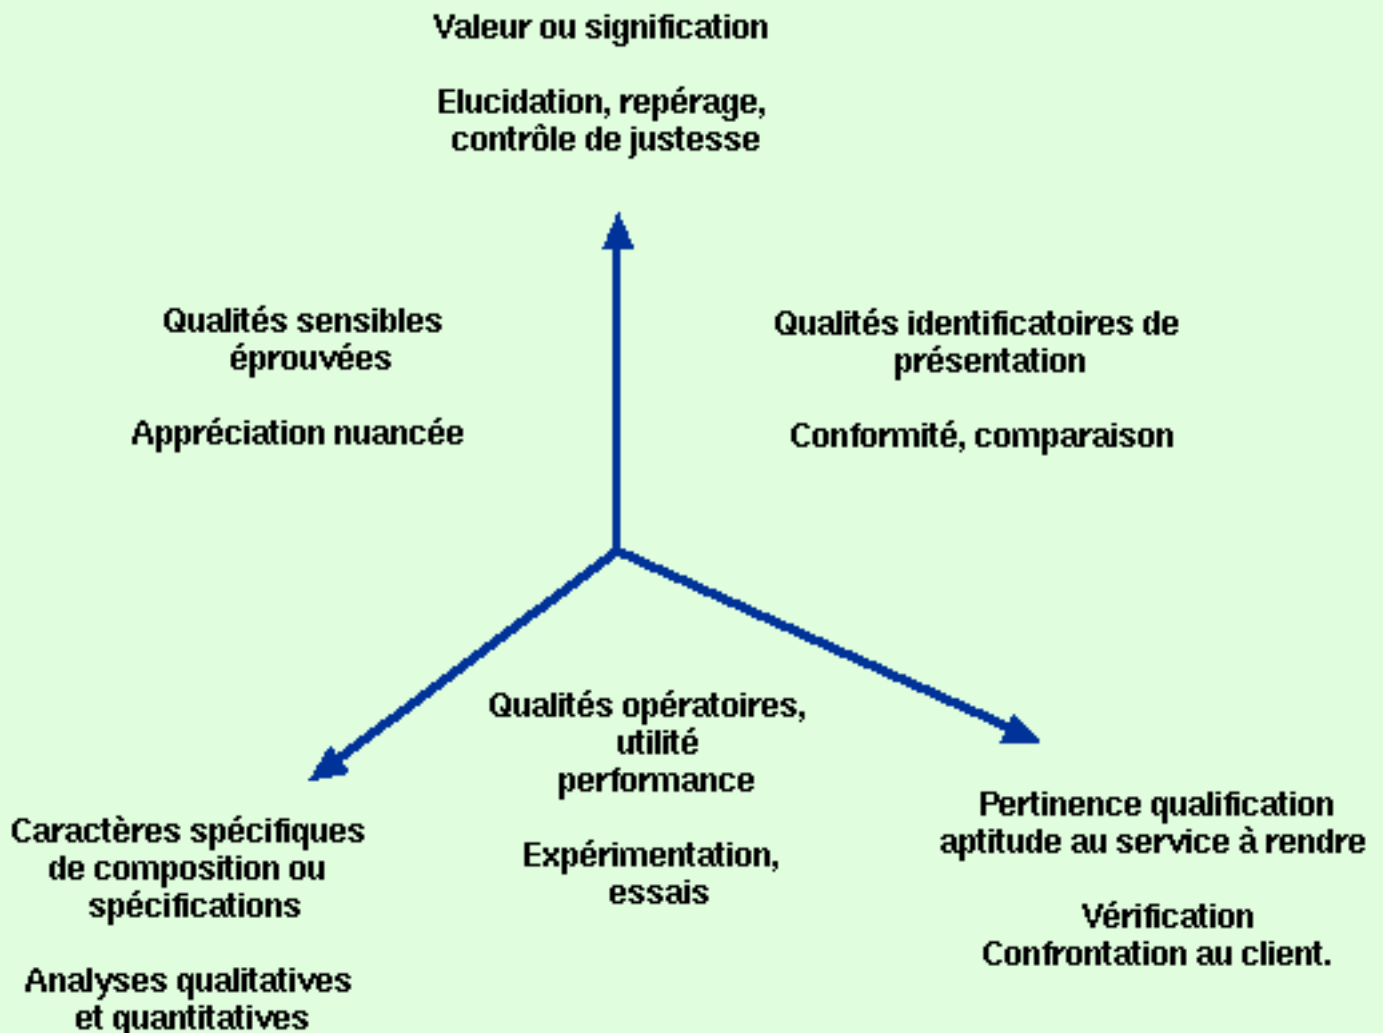 Valeur ou signification
Elucidation, repérage,
contrôle de justesse
Qualités sensibles
éprouvées
Appréciation nuancée
Qualités identificatoires de
présentation
Conformité, comparaison
Qualités opératoires,
utilité
performance
Expérimentation,
essais
Caractères spécifiques
de composition ou
spécifications
Analyses qualitatives
et quantitatives
Pertinence qualification
aptitude au service à rendre
Vérification
Confrontation au client.